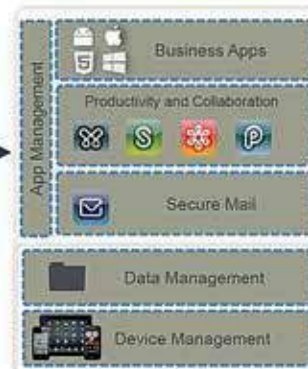 App Management
Business Apps
Productivity and Collaboration
Secure Mail
Data Management
Device Management